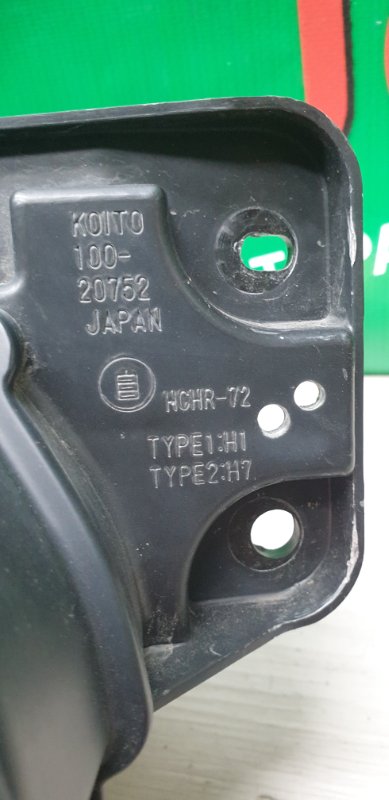 KOITO
100-
20752
JAPAN
HCHR-72
TYPE1:H1
TYPE2:H7